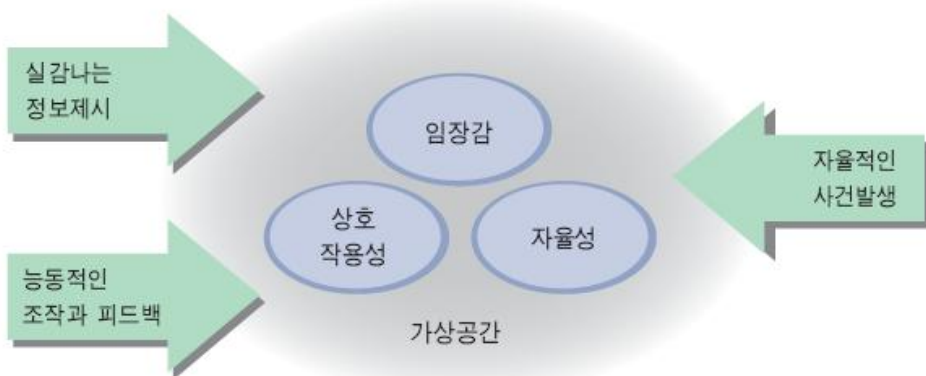 실감나는
정보제시
임장감
자율적인
사건발생
상호
작용성
자율성
능동적인
조작과 피드백
가상공간